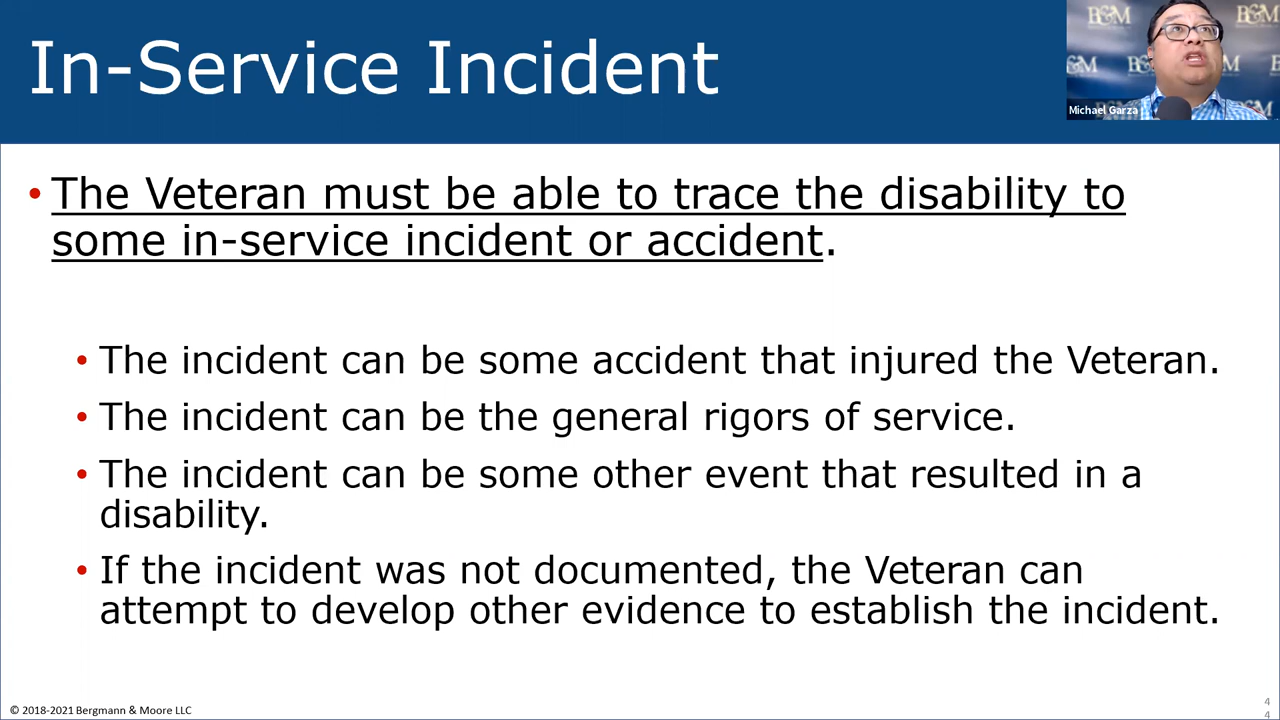 In-Service Incident
B&M
B&M
&M
B
B&M
B&
Michael Garza
• The Veteran must be able to trace the disability to
some in-service incident or accident.
• The incident can be some accident that injured the Veteran.
• The incident can be the general rigors of service.
• The incident can be some other event that resulted in a
disability.
• If the incident was not documented, the Veteran can
attempt to develop other evidence to establish the incident.
© 2018-2021 Bergmann & Moore LLC
4
4